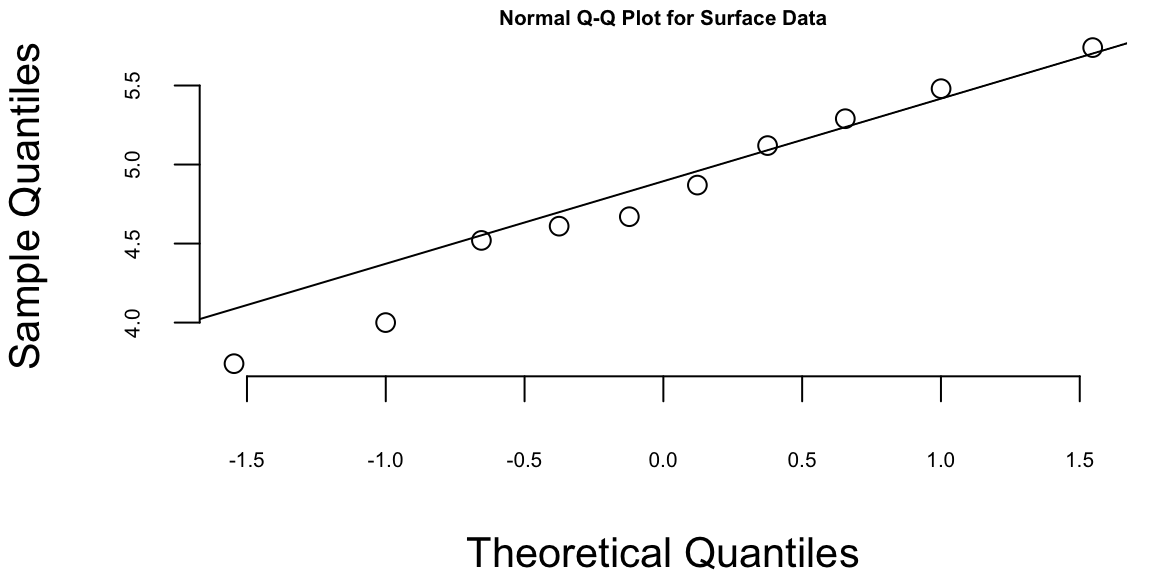 Normal Q-Q Plot for Surface Data
Sample Quantiles
5.5
5.0
4.5
4.0
-1.5 -1.0 -0.5 0.0 0.5 1.0 1.5
Theoretical Quantiles